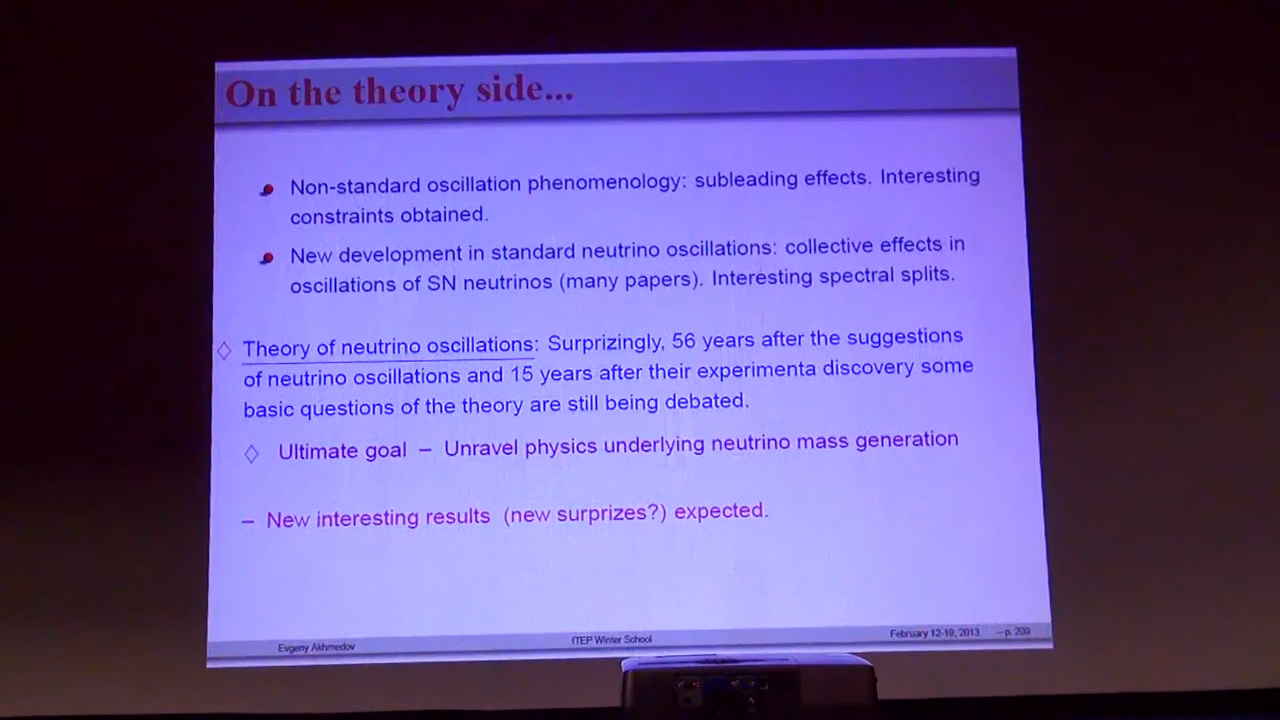 On the theory side...
Non-standard oscillation phenomenology: subleading effects. Interesting
constraints obtained.
New development in standard neutrino oscillations: collective effects in
oscillations of SN neutrinos (many papers). Interesting spectral splits.
Theory of neutrino oscillations: Surprizingly, 56 years after the suggestions
of neutrino oscillations and 15 years after their experimenta discovery some
basic questions of the theory are still being debated.
Ultimate goal – Unravel physics underlying neutrino mass generation
– New interesting results (new surprizes?) expected.
Evgeny Akhmedov
ITEP Winter School
February 12-19, 2013
– p. 209